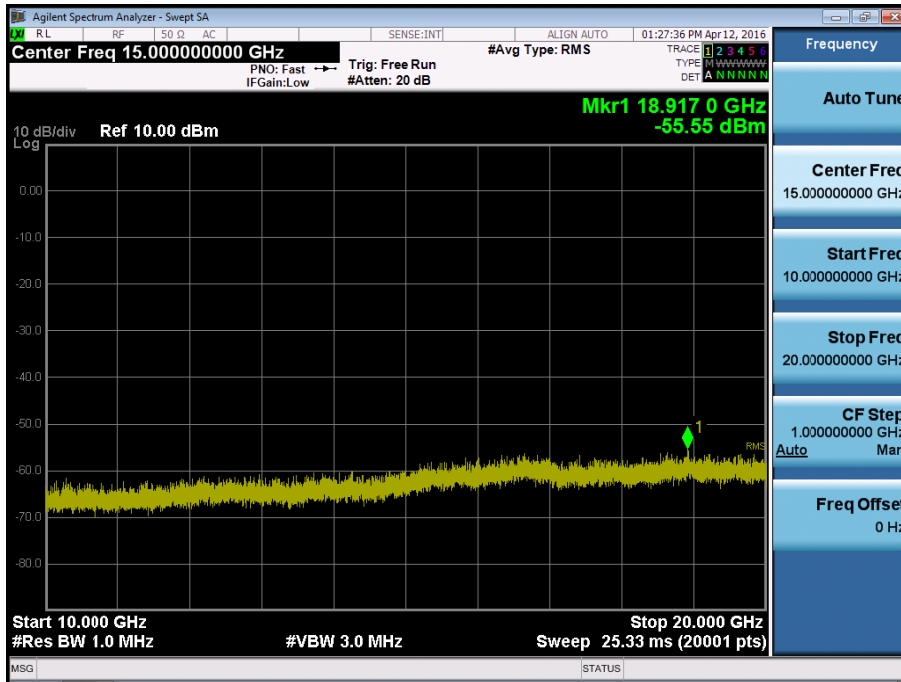 Agilent Spectrum Analyzer - Swept SA
LXI RL RF 50 Ω AC SENSE:INT ALIGN AUTO 01:27:36 PM Apr 12, 2016
Center Freq 15.000000000 GHz #Avg Type: RMS TRACE 1 2 3 4 5 6
PNO: Fast Trig: Free Run TYPE M WWWWW
IFGain:Low #Atten: 20 dB DET A N N N N N
Mkr1 18.917 0 GHz
-55.55 dBm
10 dB/div Ref 10.00 dBm
Log
0.00
-10.0
-20.0
-30.0
-40.0
-50.0
-60.0
-70.0
-80.0
1
RMS
Start 10.000 GHz Stop 20.000 GHz
#Res BW 1.0 MHz #VBW 3.0 MHz Sweep 25.33 ms (20001 pts)
MSG STATUS
Frequency
Auto Tune
Center Freq
15.000000000 GHz
Start Freq
10.000000000 GHz
Stop Freq
20.000000000 GHz
CF Step
1.000000000 GHz
Auto Man
Freq Offset
0 Hz